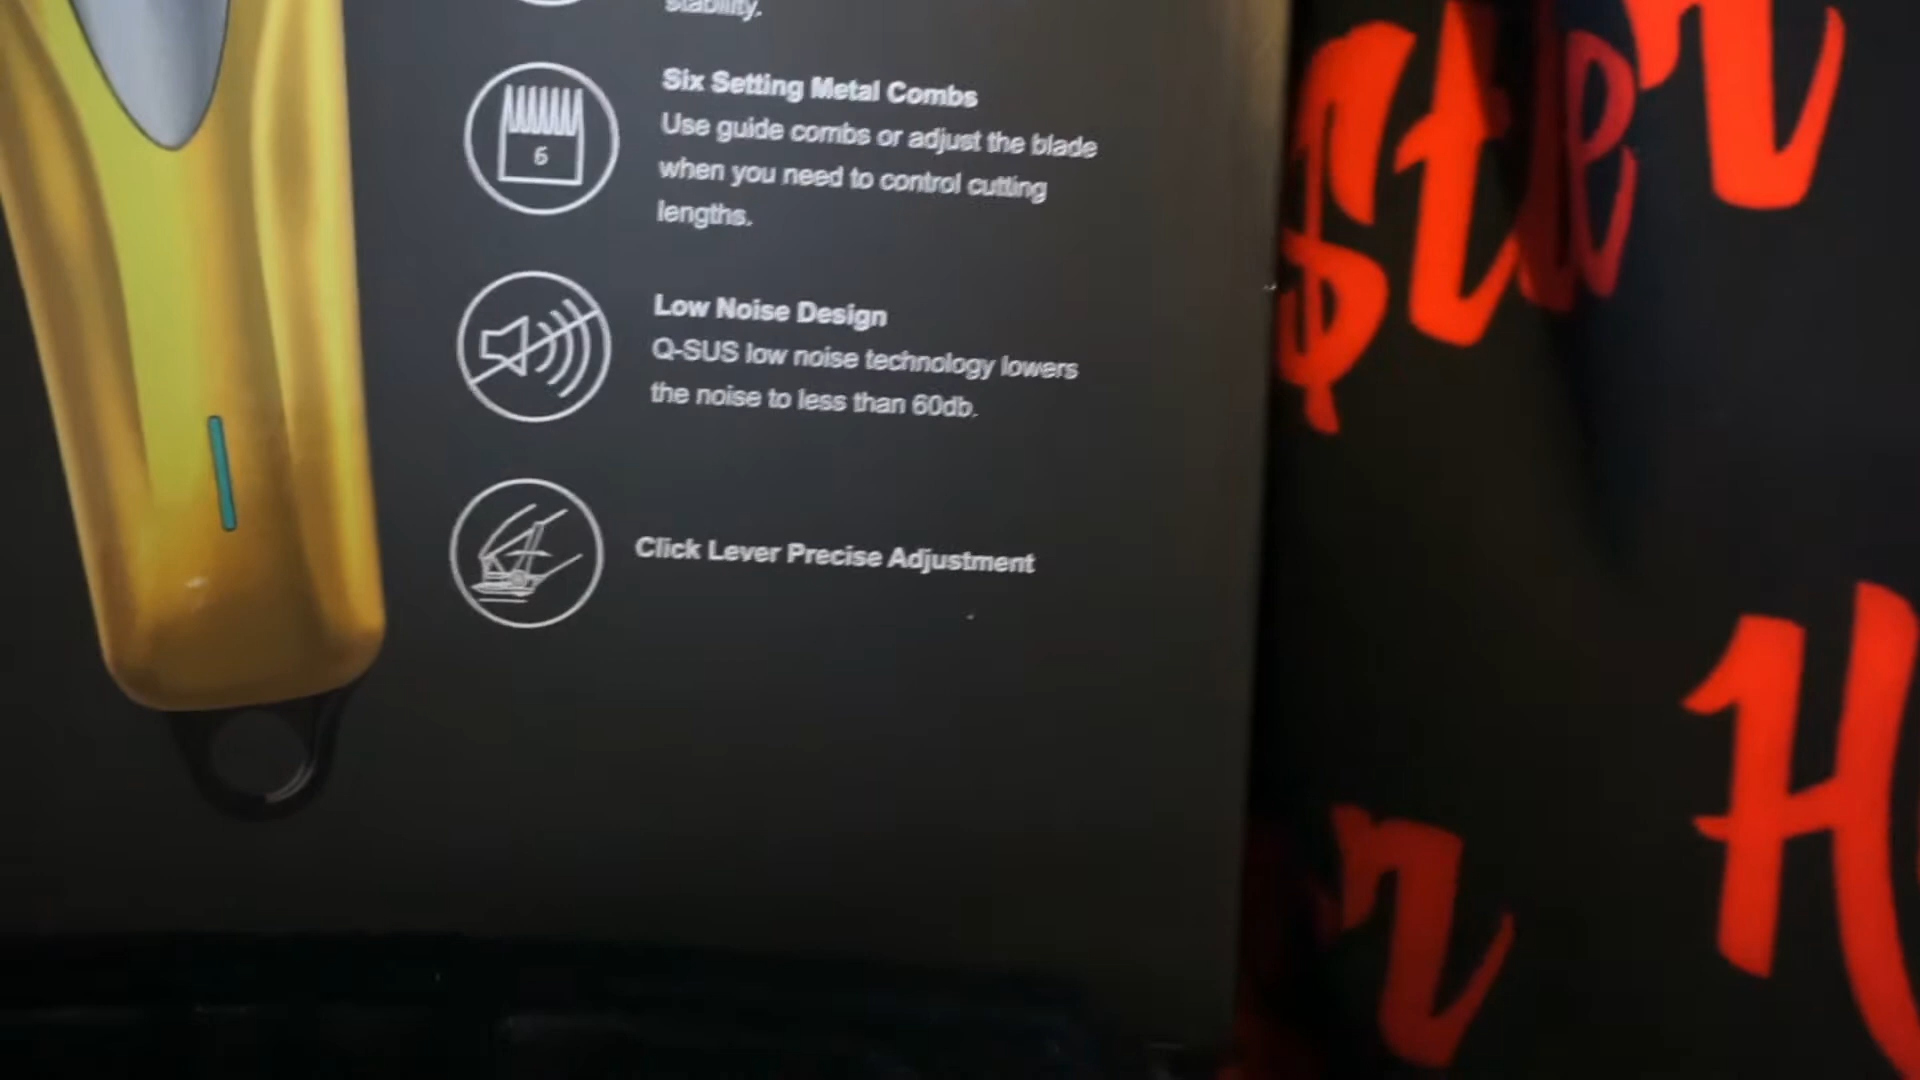 stability.
Six Setting Metal Combs
Use guide combs or adjust the blade
when you need to control cutting
lengths.
6
Low Noise Design
Q-SUS low noise technology lowers
the noise to less than 60db.
Click Lever Precise Adjustment